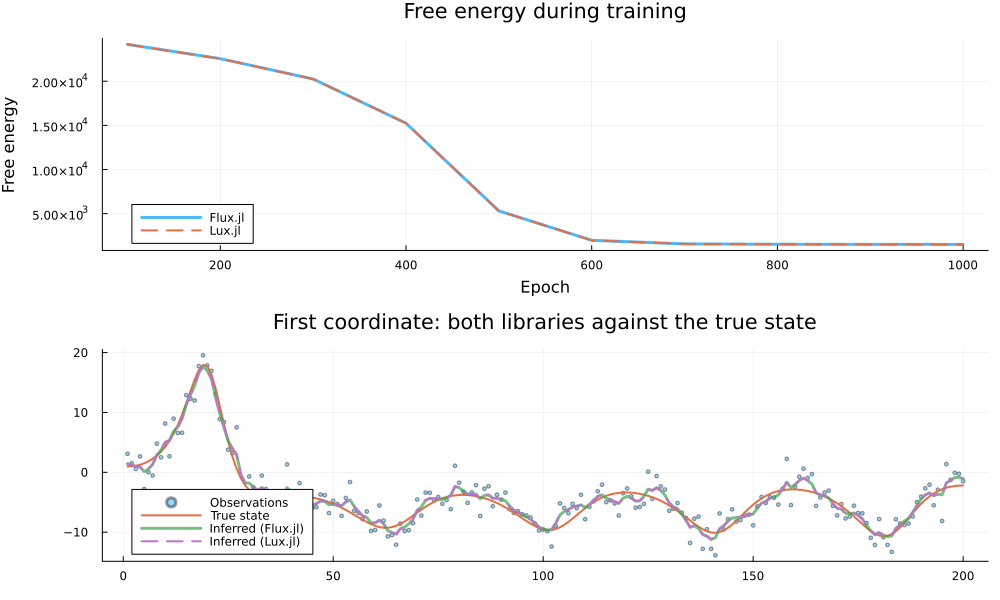 Free energy during training
Free energy
2.00×10⁴
1.50×10⁴
1.00×10⁴
5.00×10³
Flux.jl
Lux.jl
200 400 600 800 1000
Epoch
First coordinate: both libraries against the true state
20
10
0
−10
Observations
True state
Inferred (Flux.jl)
Inferred (Lux.jl)
0 50 100 150 200